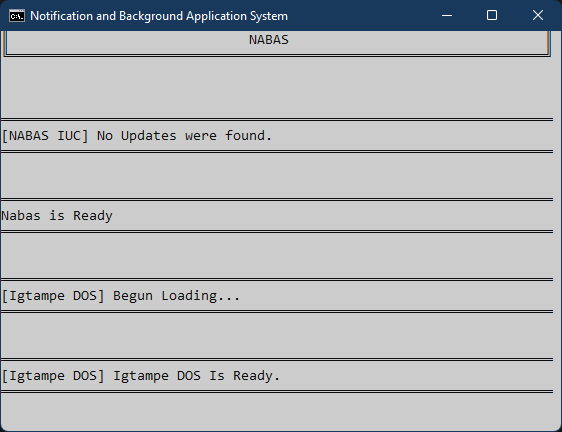 C:\.
Notification and Background Application System
NABAS
[NABAS IUC] No Updates were found.
Nabas is Ready
[Igtampe DOS] Begun Loading...
[Igtampe DOS] Igtampe DOS Is Ready.